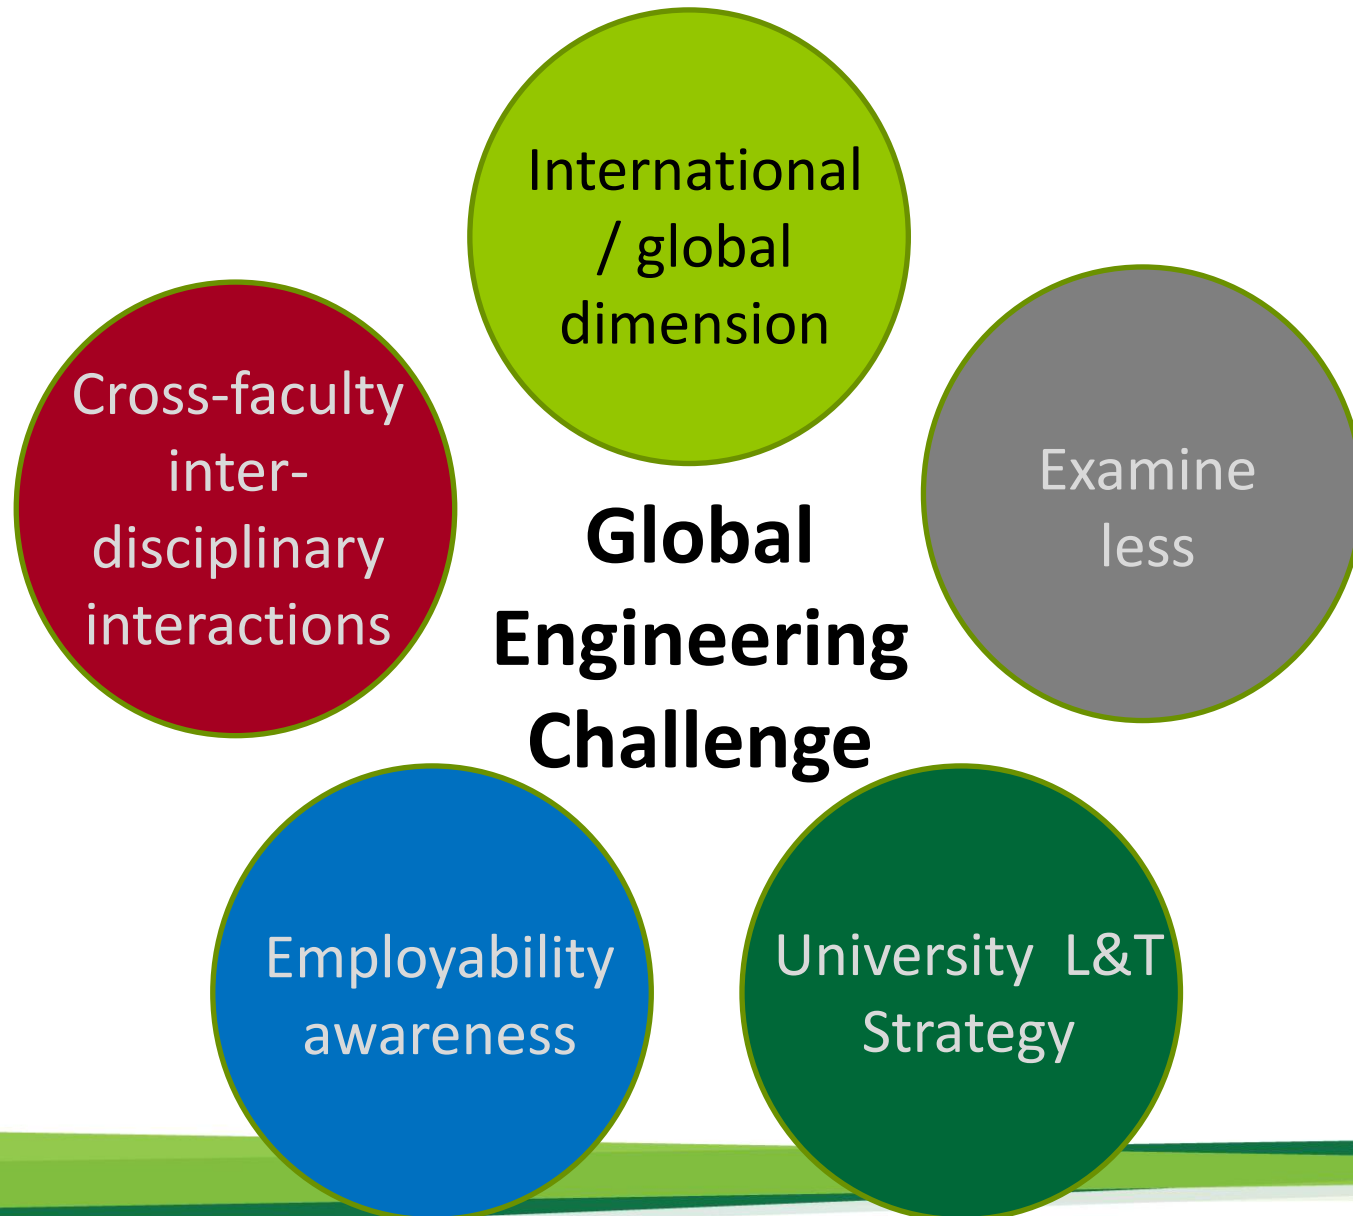 International
/ global
dimension
Cross-faculty
inter-
disciplinary
interactions
Examine
less
Global
Engineering
Challenge
Employability
awareness
University L&T
Strategy